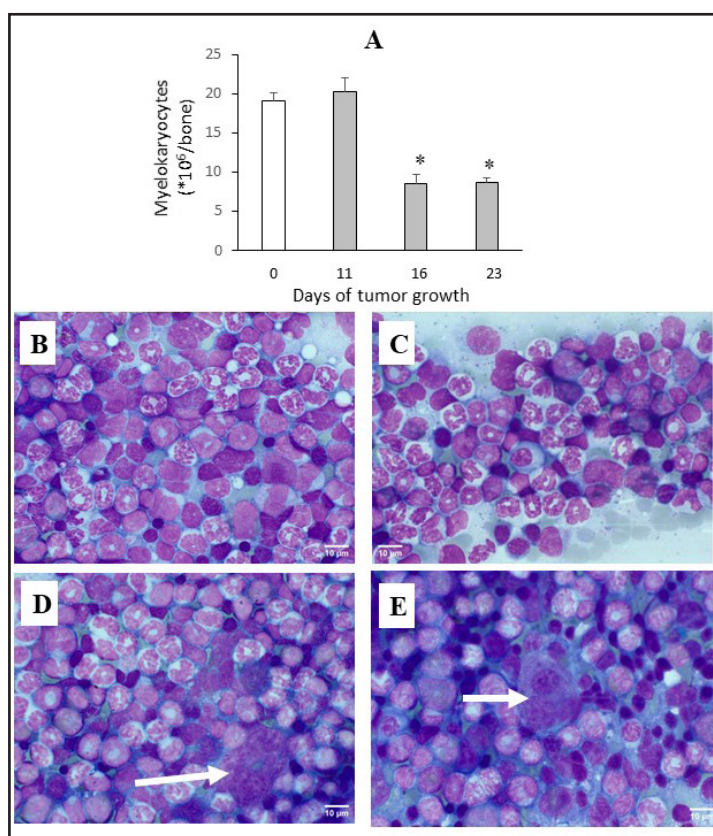 A
Myelokaryocytes
(*10⁶/bone)
25
20
15
10
5
0
*
*
0 11 16 23
Days of tumor growth
B
10 µm
C
10 µm
D
10 µm
E
10 µm